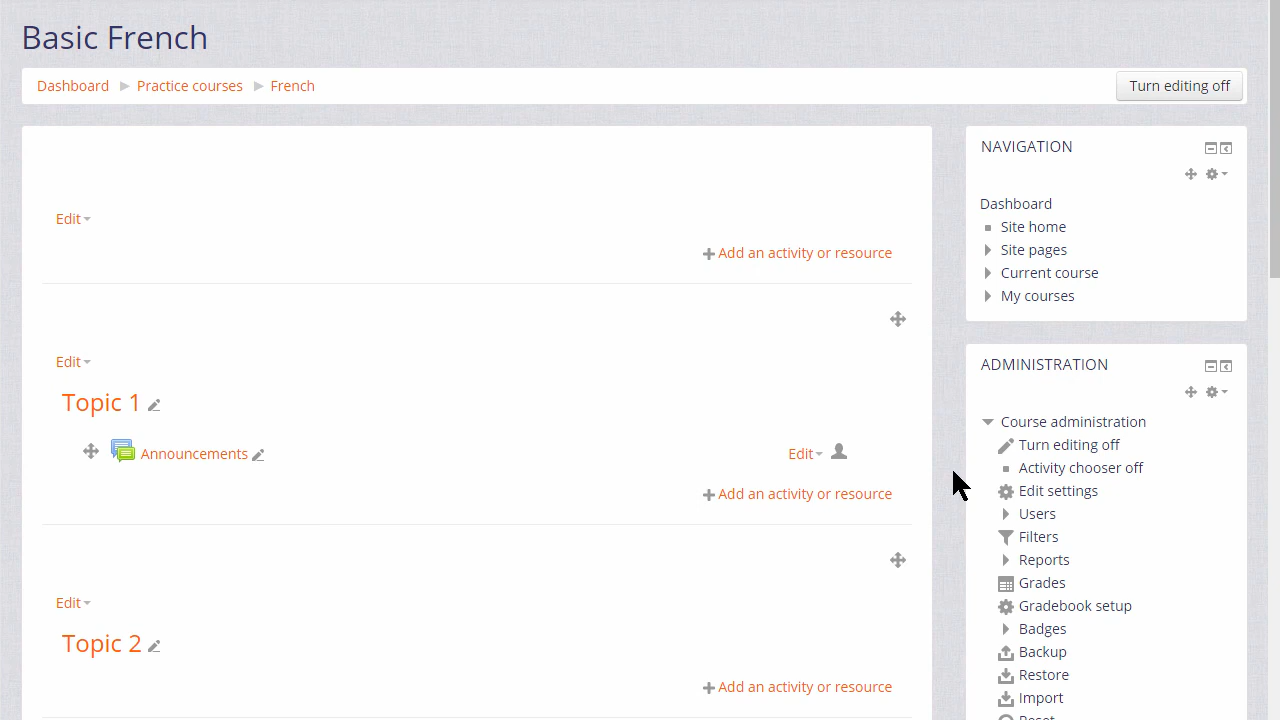 Basic French
Dashboard Practice courses French Turn editing off
Edit
Add an activity or resource
Edit
Topic 1
Announcements Edit
Add an activity or resource
Edit
Topic 2
Add an activity or resource
NAVIGATION
Dashboard
Site home
Site pages
Current course
My courses
ADMINISTRATION
Course administration
Turn editing off
Activity chooser off
Edit settings
Users
Filters
Reports
Grades
Gradebook setup
Badges
Backup
Restore
Import
Reset